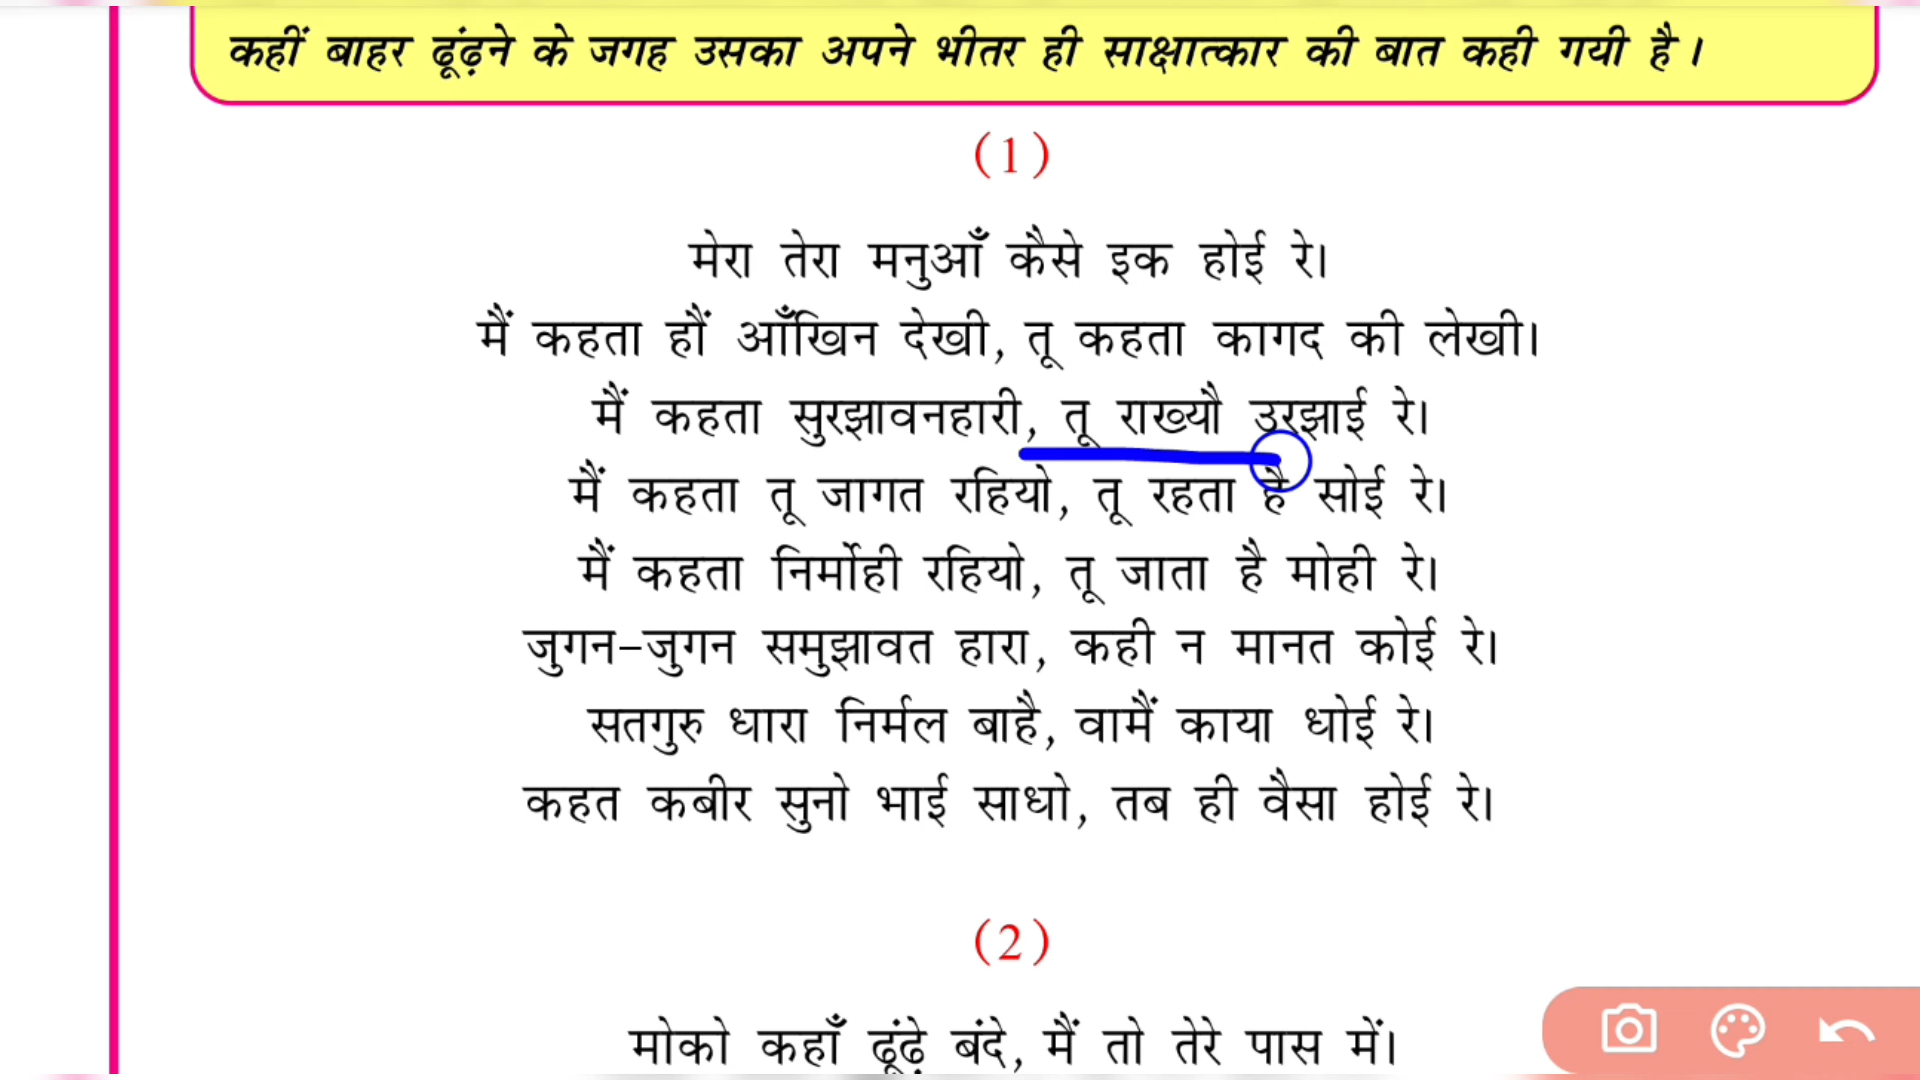 कहीं बाहर ढूंढ़ने के जगह उसका अपने भीतर ही साक्षात्कार की बात कही गयी है।
(1)
मेरा तेरा मनुआँ कैसे इक होई रे।
मैं कहता हौं आँखिन देखी, तू कहता कागद की लेखी।
मैं कहता सुरझावनहारी, तू राख्यौ उरझाई रे।
मैं कहता तू जागत रहियो, तू रहता है सोई रे।
मैं कहता निर्मोही रहियो, तू जाता है मोही रे।
जुगन-जुगन समुझावत हारा, कही न मानत कोई रे।
सतगुरु धारा निर्मल बाहै, वामैं काया धोई रे।
कहत कबीर सुनो भाई साधो, तब ही वैसा होई रे।
(2)
मोको कहाँ ढूंढ़े बंदे, मैं तो तेरे पास में।